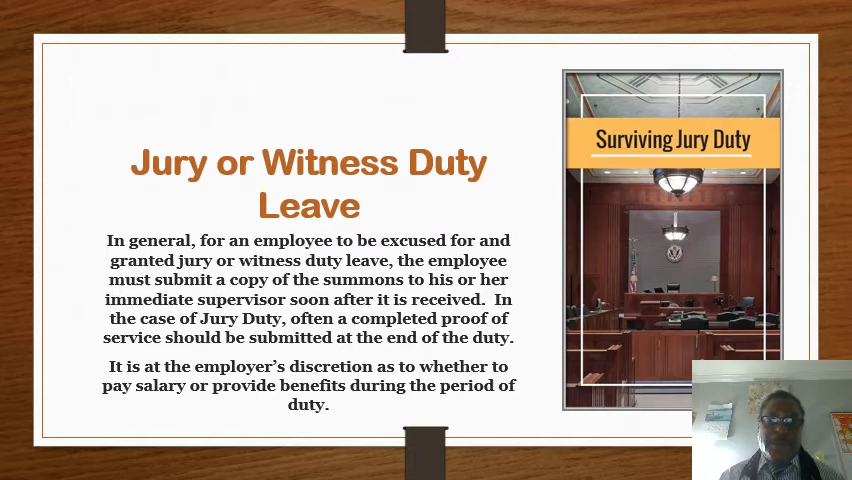 Jury or Witness Duty
Leave
In general, for an employee to be excused for and
granted jury or witness duty leave, the employee
must submit a copy of the summons to his or her
immediate supervisor soon after it is received.  In
the case of Jury Duty, often a completed proof of
service should be submitted at the end of the duty.
It is at the employer’s discretion as to whether to
pay salary or provide benefits during the period of
duty.
Surviving Jury Duty